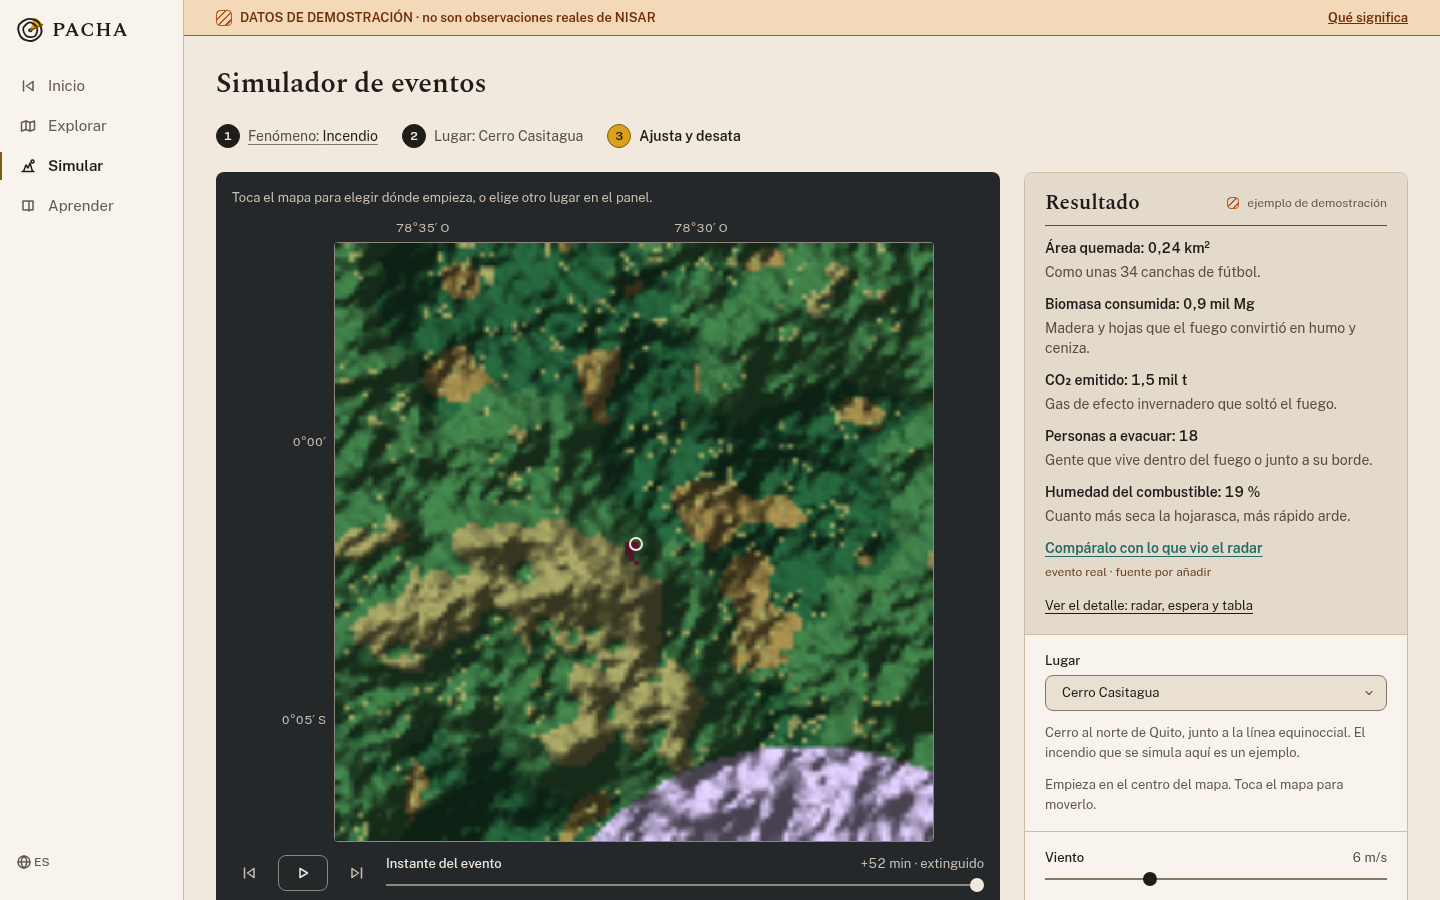 PACHA
Inicio
Explorar
Simular
Aprender
ES
DATOS DE DEMOSTRACIÓN · no son observaciones reales de NISAR
Qué significa
Simulador de eventos
1 Fenómeno: Incendio
2 Lugar: Cerro Casitagua
3 Ajusta y desata
Toca el mapa para elegir dónde empieza, o elige otro lugar en el panel.
78°35′ O
78°30′ O
0°00′
0°05′ S
Instante del evento
+52 min · extinguido
Resultado
ejemplo de demostración
Área quemada: 0,24 km²
Como unas 34 canchas de fútbol.
Biomasa consumida: 0,9 mil Mg
Madera y hojas que el fuego convirtió en humo y
ceniza.
CO₂ emitido: 1,5 mil t
Gas de efecto invernadero que soltó el fuego.
Personas a evacuar: 18
Gente que vive dentro del fuego o junto a su borde.
Humedad del combustible: 19 %
Cuanto más seca la hojarasca, más rápido arde.
Compáralo con lo que vio el radar
evento real · fuente por añadir
Ver el detalle: radar, espera y tabla
Lugar
Cerro Casitagua
Cerro al norte de Quito, junto a la línea equinoccial. El
incendio que se simula aquí es un ejemplo.
Empieza en el centro del mapa. Toca el mapa para
moverlo.
Viento
6 m/s